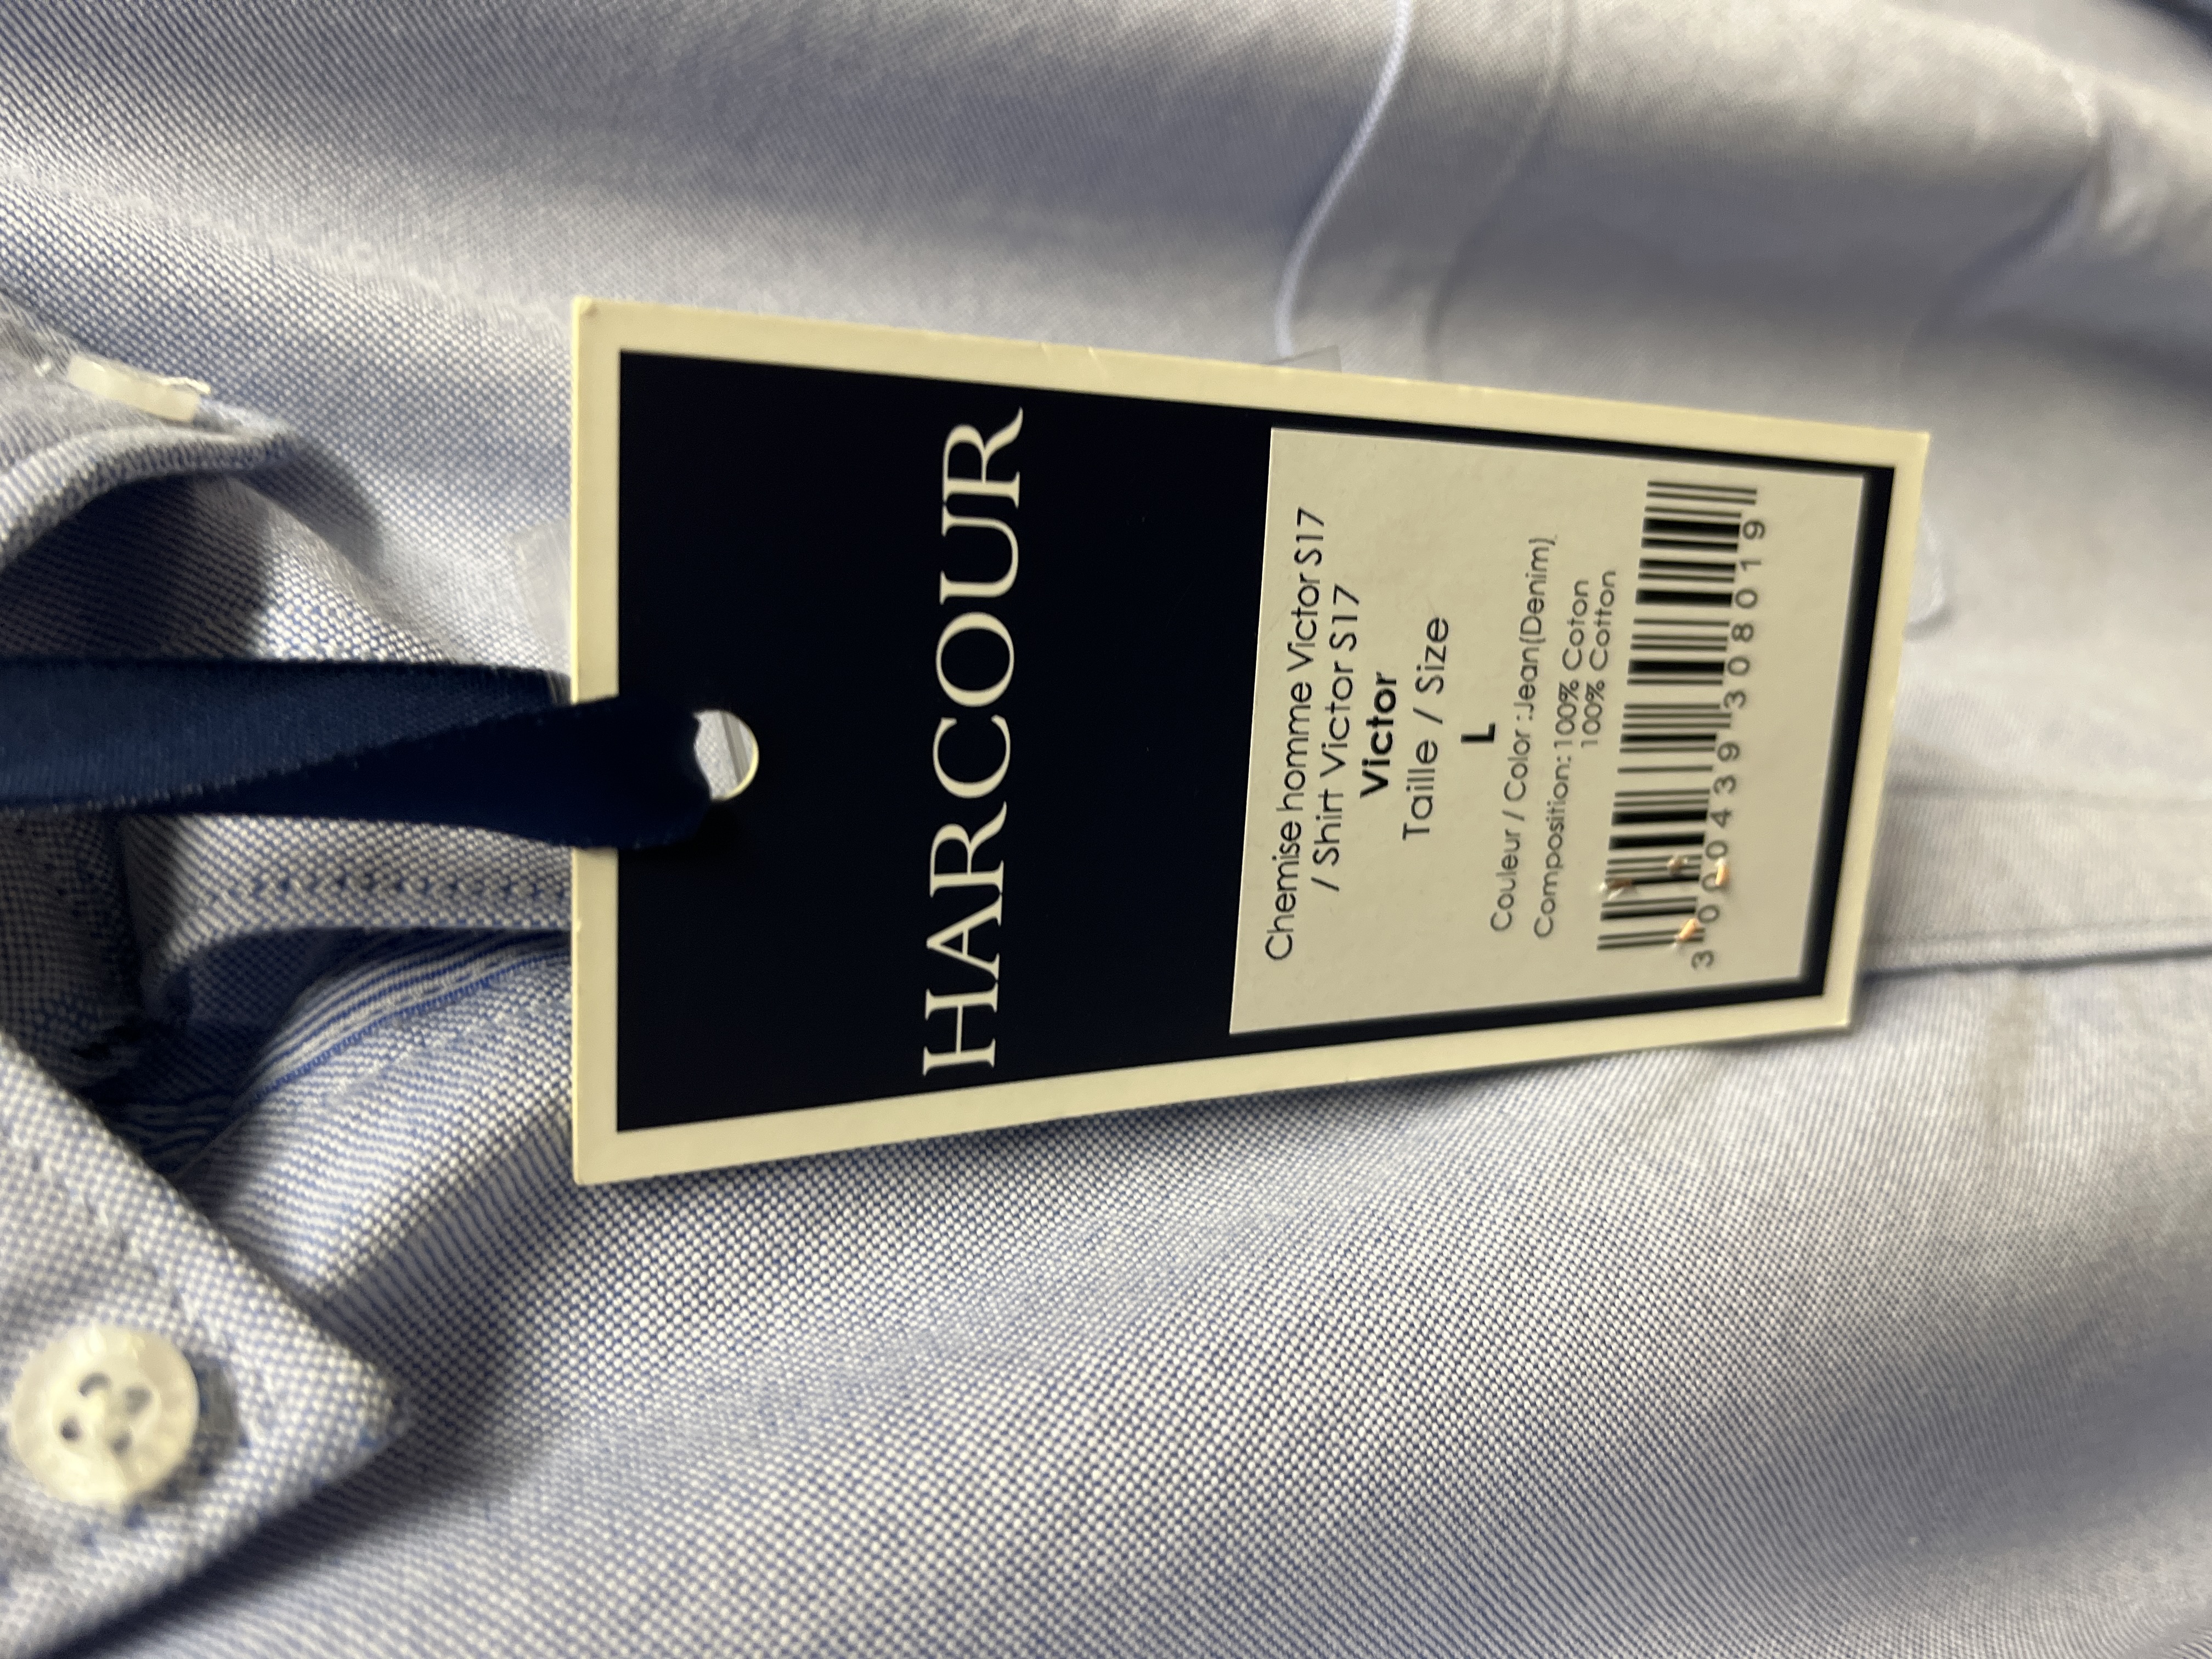 HARCOUR
Chemise homme Victor S17
/ Shirt Victor S17
Victor
Taille / Size
L
Couleur / Color :Jean(Denim)
Composition: 100% Coton
100% Cotton
3 000439 308019